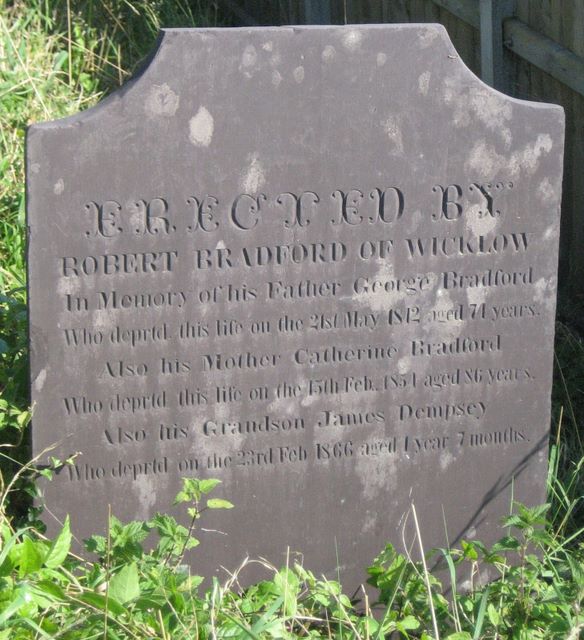 ERECTED BY
ROBERT BRADFORD OF WICKLOW
In Memory of his Father George Bradford
Who deprtd this life on the 21st May 1842 aged 74 years.
Also his Mother Catherine Bradford
Who deprtd this life on the 15th Feb. 1854 aged 86 years.
Also his Grandson James Dempsey
Who deprtd on the 23rd Feb 1866 aged 1 year 7 months.